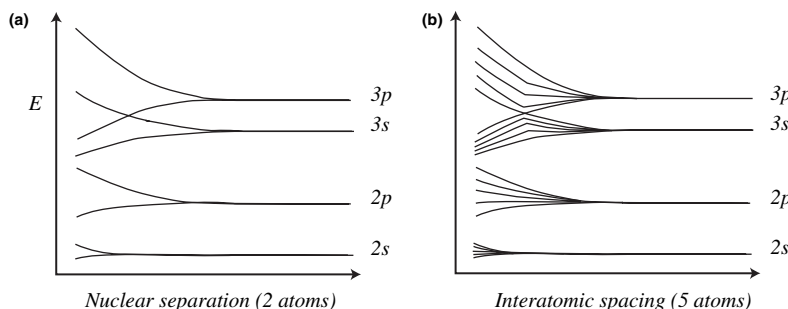 (a)
E
3p
3s
2p
2s
Nuclear separation (2 atoms)
(b)
3p
3s
2p
2s
Interatomic spacing (5 atoms)